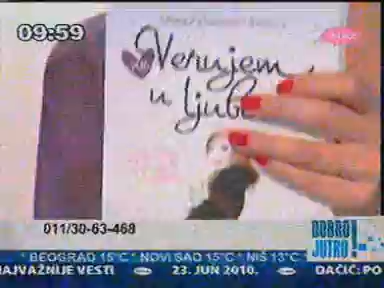 09:59
Verujem
u ljub
011/30-63-468
DOBRO
JUTRO!
* BEOGRAD 15°C * NOVI SAD 15°C * NIŠ 13°C
NAJVAŽNIJE VESTI 23. JUN 2010. DAČIĆ: PO